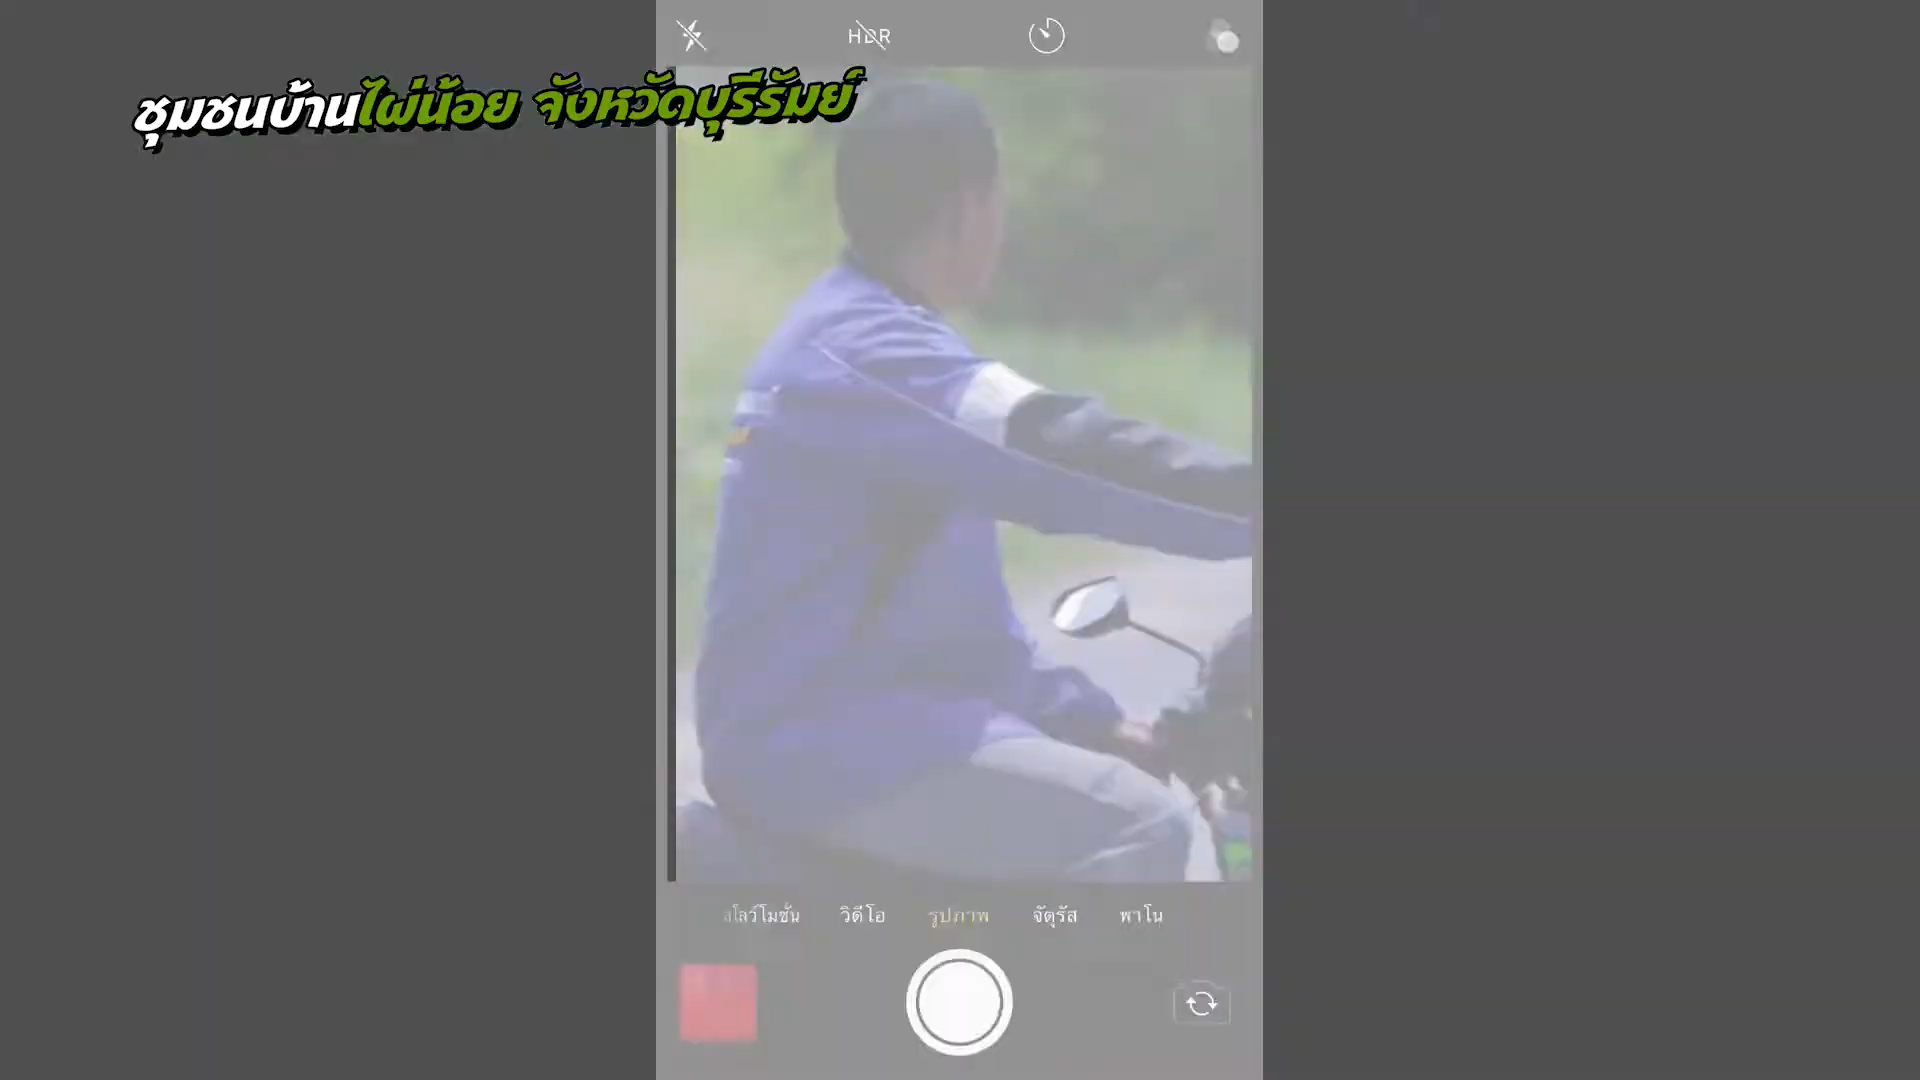 HDR
ชุมชนบ้านไผ่น้อย จังหวัดบุรีรัมย์
สโลว์โมชั่น วิดีโอ รูปภาพ จัตุรัส พาโน